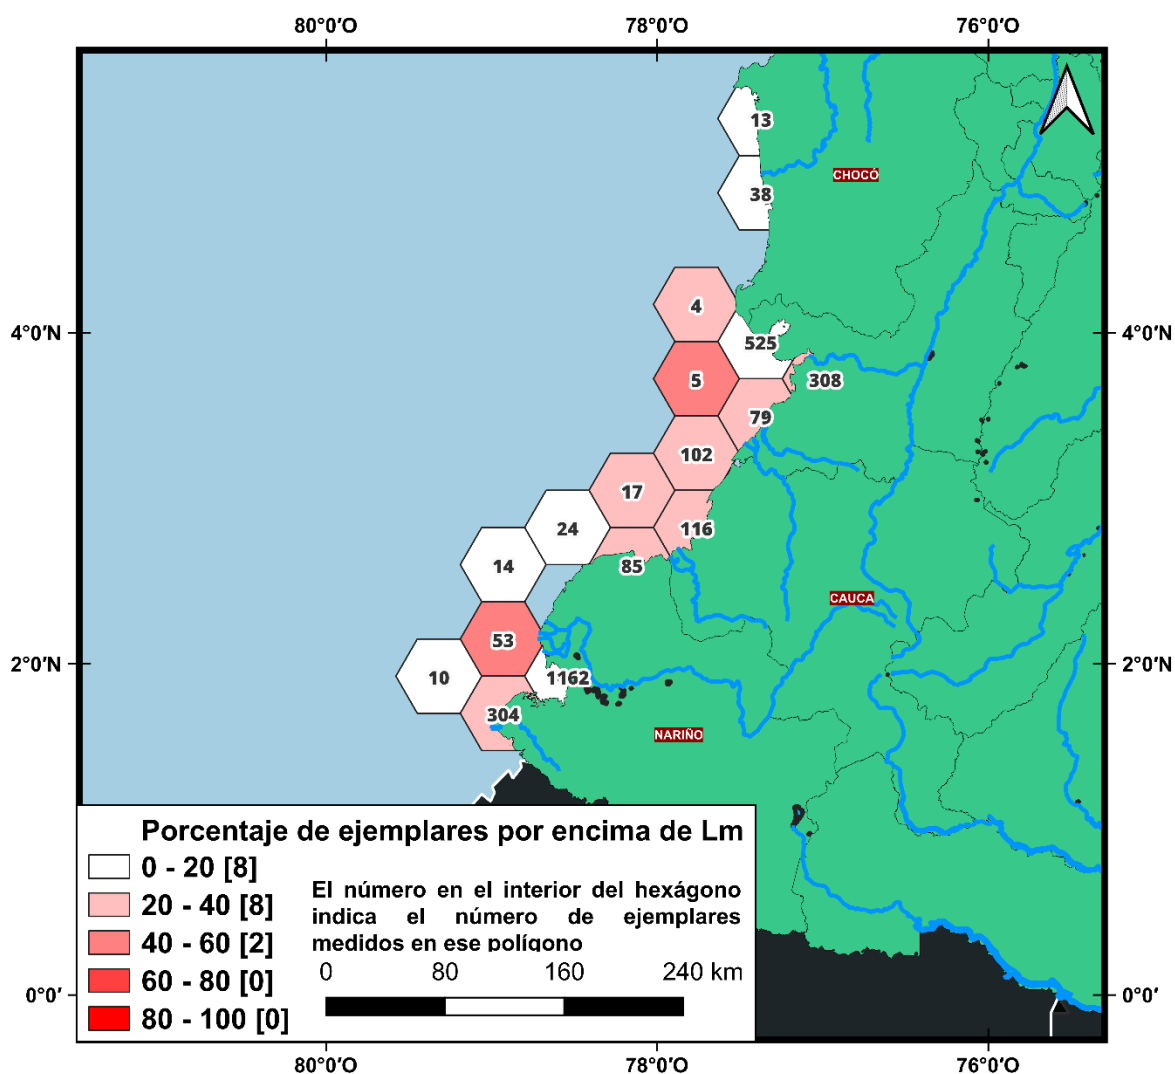 80°0′O 78°0′O 76°0′O
13
CHOCÓ
38
4
4°0′N 4°0′N
525
5
308
79
102
17
24 116
14 85
CAUCA
53
2°0′N 2°0′N
10 1162
304
NARIÑO
Porcentaje de ejemplares por encima de Lm
0 - 20 [8]
20 - 40 [8]
40 - 60 [2]
60 - 80 [0]
80 - 100 [0]
El número en el interior del hexágono
indica el número de ejemplares
medidos en ese polígono
0 80 160 240 km
0°0′ 0°0′
80°0′O 78°0′O 76°0′O